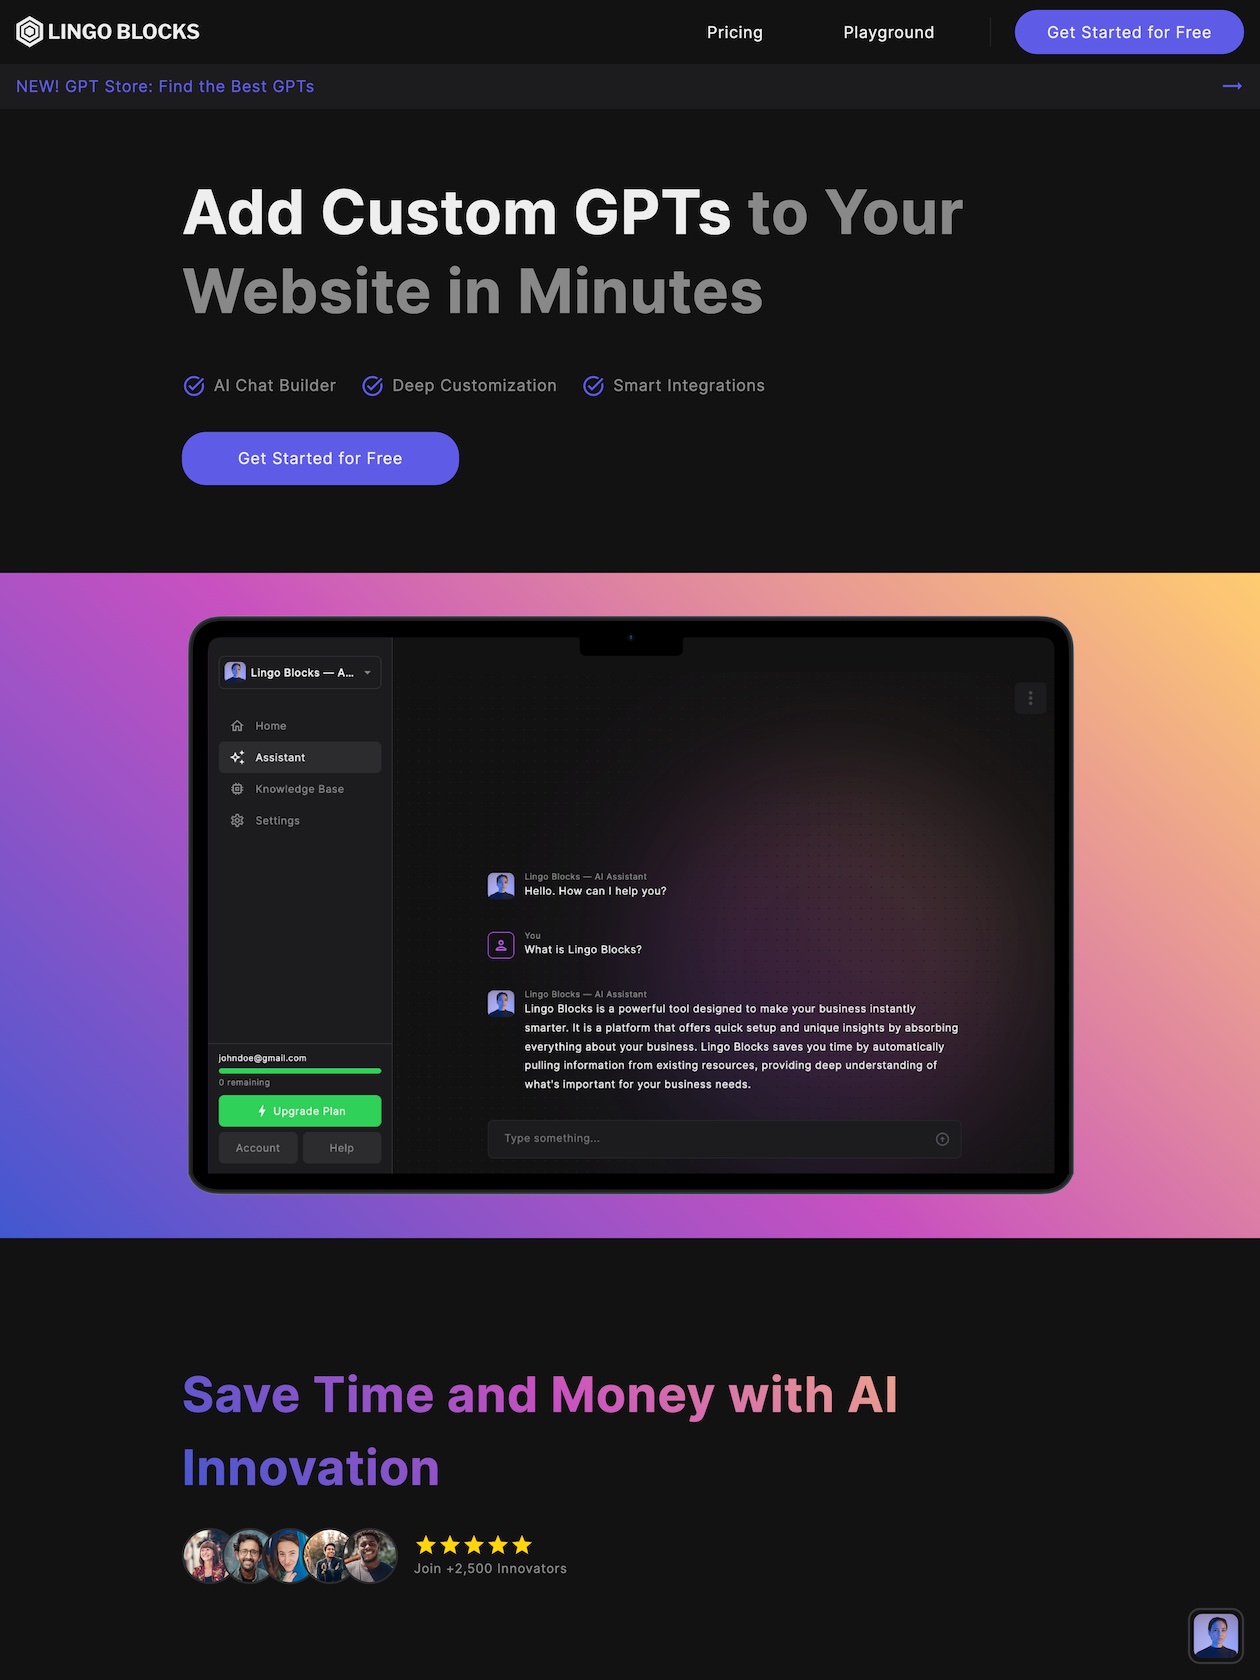 LINGO BLOCKS
Pricing
Playground
Get Started for Free
NEW! GPT Store: Find the Best GPTs
Add Custom GPTs to Your
Website in Minutes
AI Chat Builder
Deep Customization
Smart Integrations
Get Started for Free
Lingo Blocks — A...
Home
Assistant
Knowledge Base
Settings
Lingo Blocks — AI Assistant
Hello. How can I help you?
You
What is Lingo Blocks?
Lingo Blocks — AI Assistant
Lingo Blocks is a powerful tool designed to make your business instantly
smarter. It is a platform that offers quick setup and unique insights by absorbing
everything about your business. Lingo Blocks saves you time by automatically
pulling information from existing resources, providing deep understanding of
what's important for your business needs.
johndoe@gmail.com
0 remaining
Upgrade Plan
Account
Help
Type something...
Save Time and Money with AI
Innovation
Join +2,500 Innovators